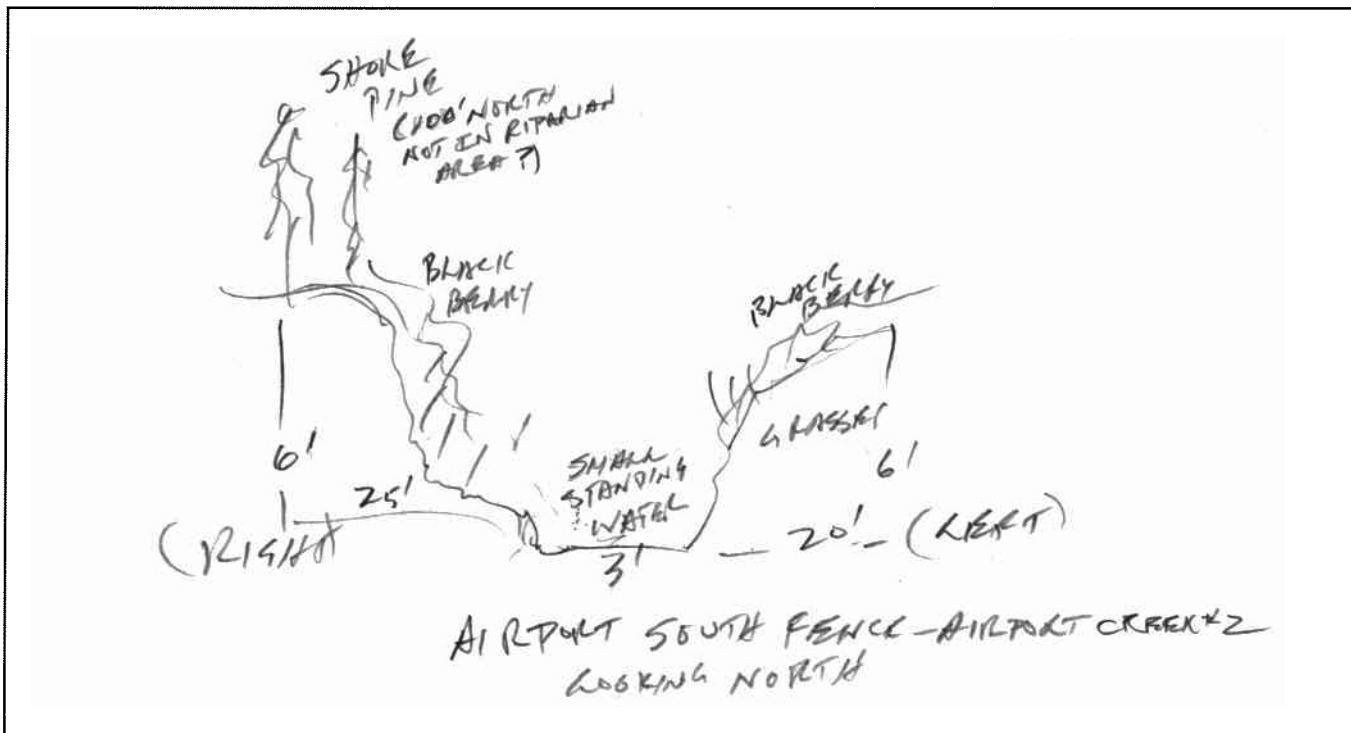 SHORE
PINE
(100' NORTH
NOT IN RIPARIAN
AREA ?)
BLACK
BERRY
BLACK
BERRY
GRASSES
6'
6'
25'
SMALL
STANDING
WATER
3'
20'
(RIGHT)
(LEFT)
AIRPORT SOUTH FENCE - AIRPORT CREEK #2
LOOKING NORTH